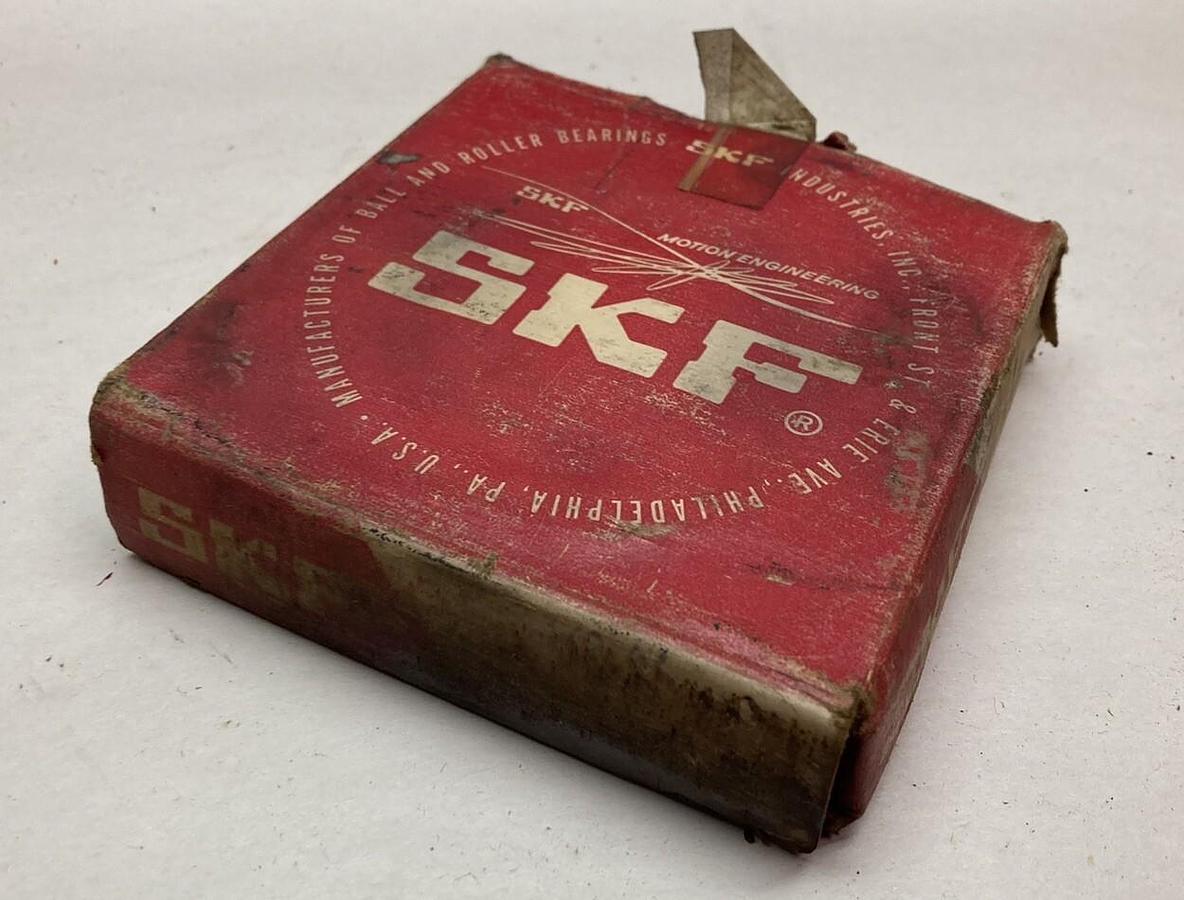 MANUFACTURERS OF BALL AND ROLLER BEARINGS SKF INDUSTRIES, INC., FRONT ST. & ERIE AVE., PHILADELPHIA, PA., U.S.A. •
SKF
MOTION ENGINEERING
SKF
®
SKF